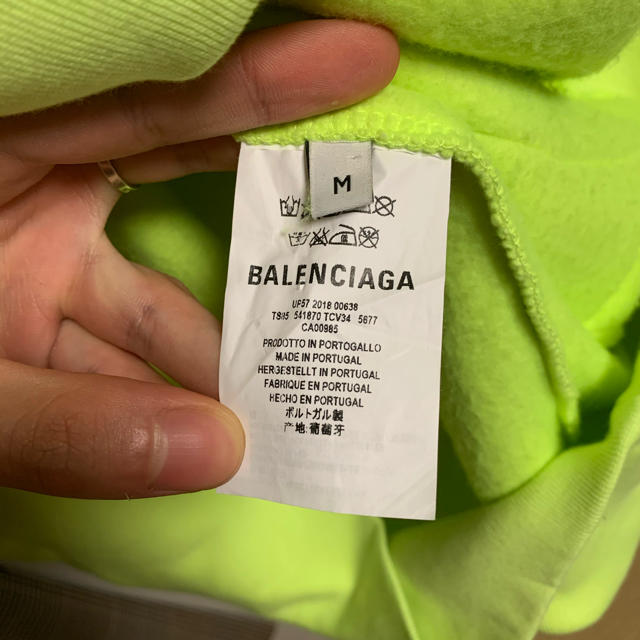 M
BALENCIAGA
UF57 2018 00638
TS95 541870 TCV34 5677
CA00985
PRODOTTO IN PORTOGALLO
MADE IN PORTUGAL
HERGESTELLT IN PORTUGAL
FABRIQUE EN PORTUGAL
HECHO EN PORTUGAL
ポルトガル製
产地:葡萄牙